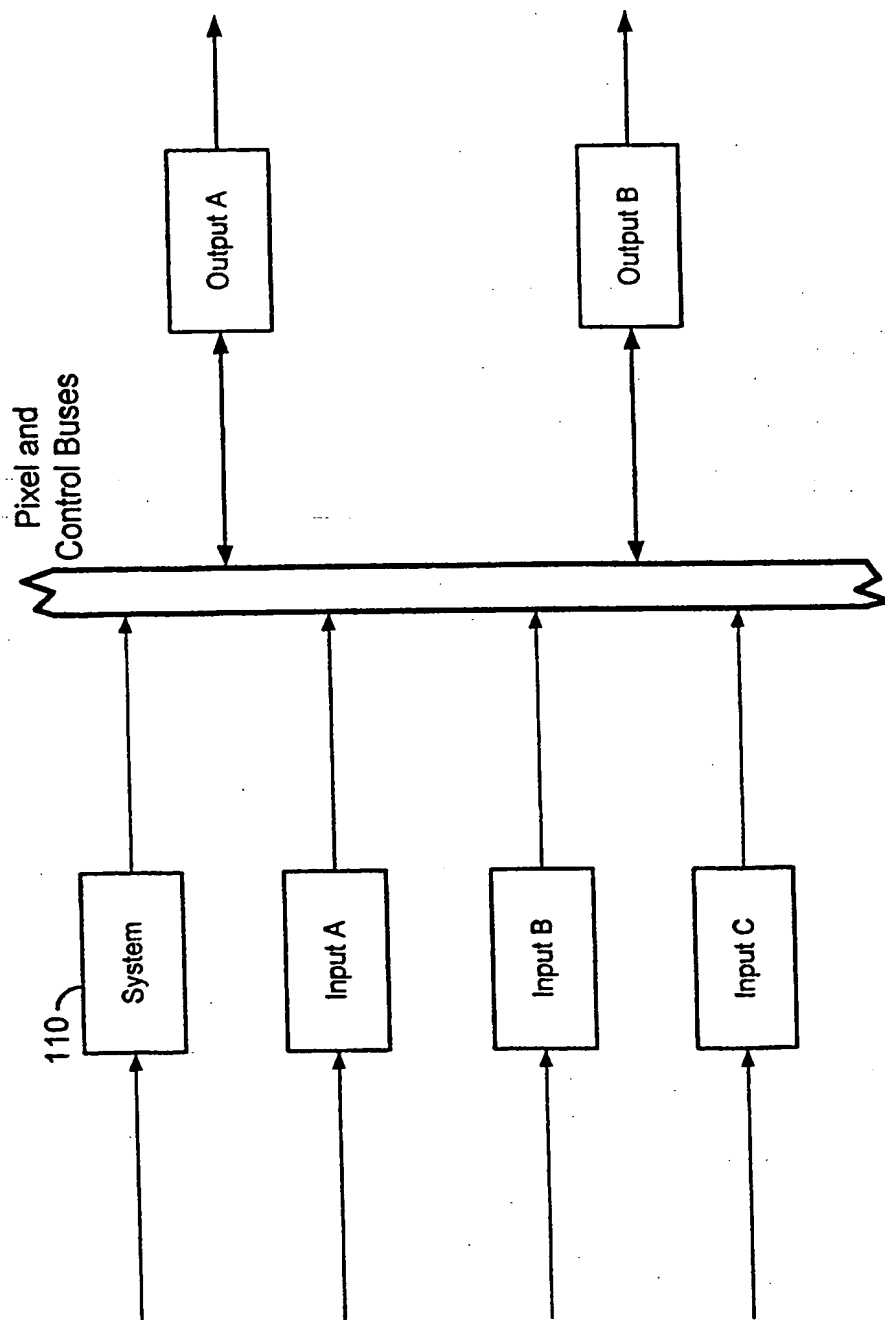 Pixel and
Control Buses
110
System
Input A
Input B
Input C
Output A
Output B